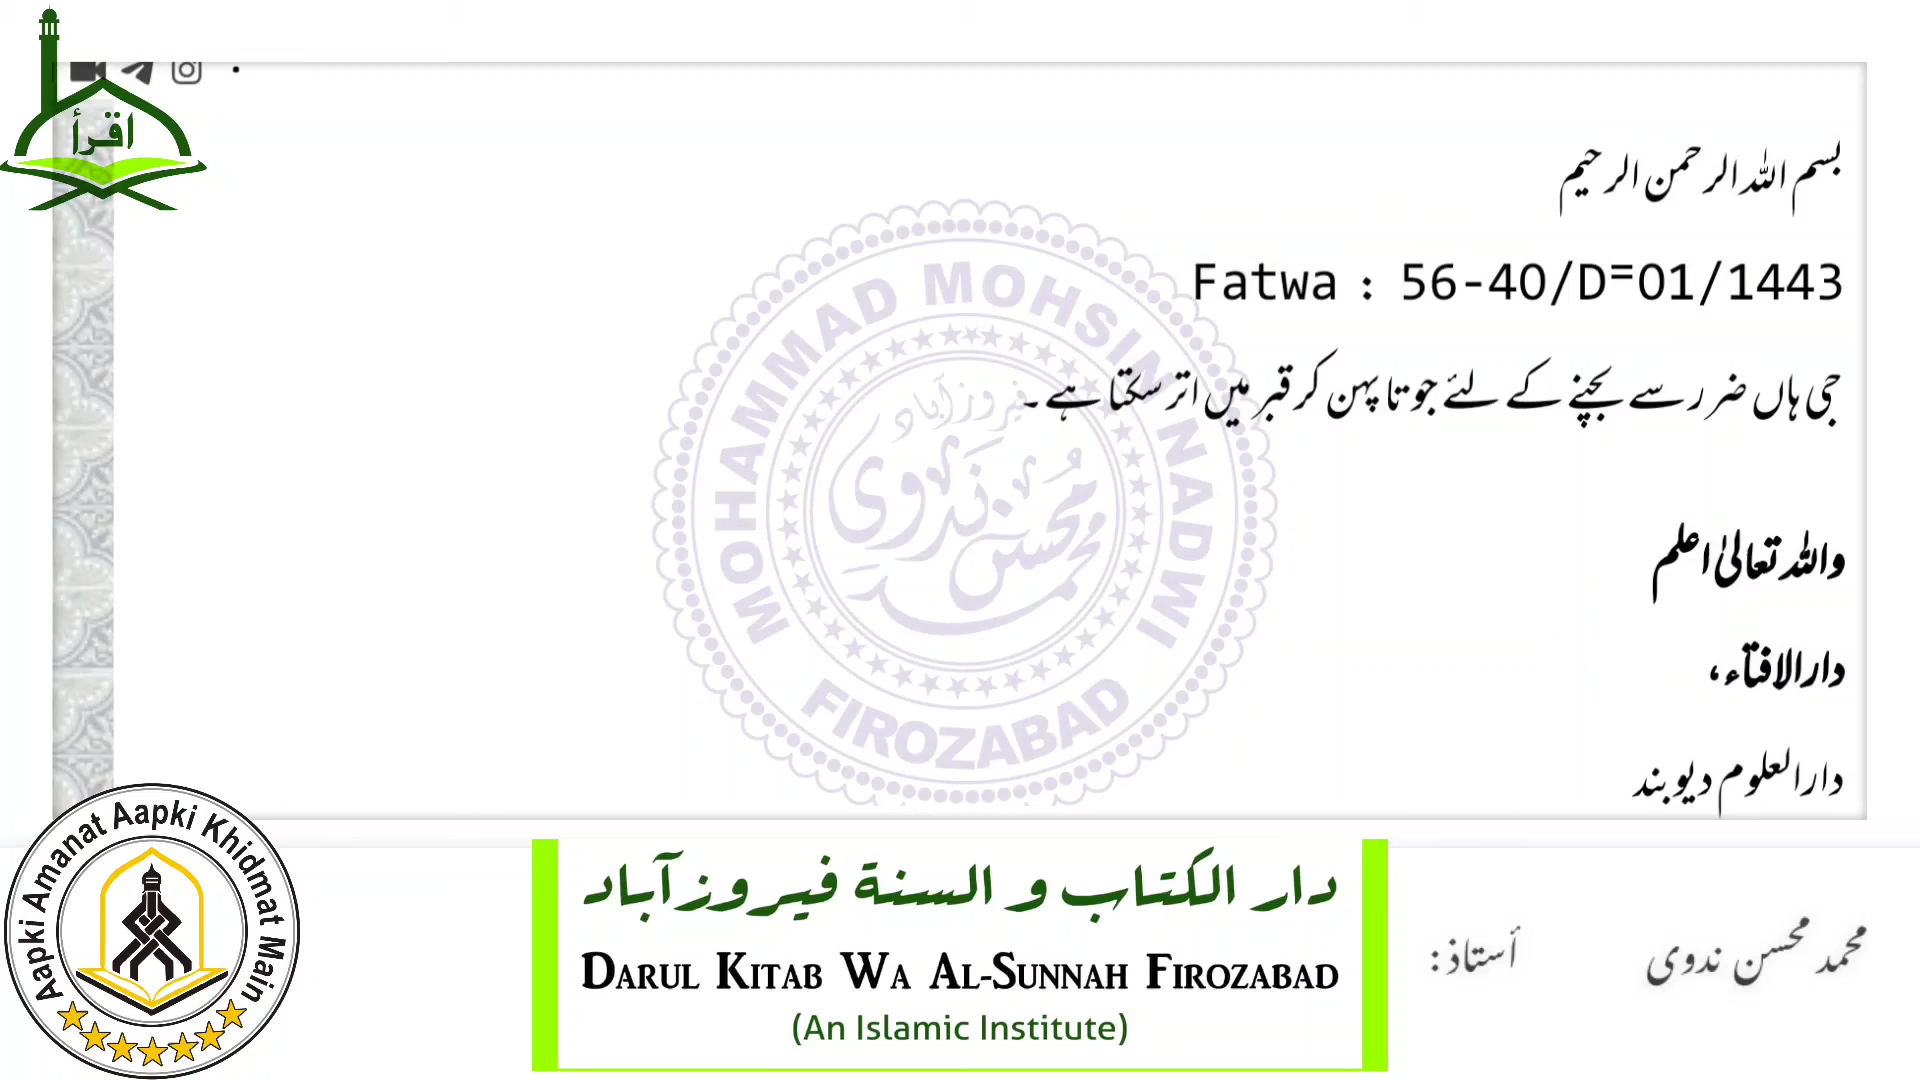 اقرأ
بسم الله الرحمن الرحیم
Fatwa : 56-40/D=01/1443
جی ہاں ضرر سے بچنے کے لئے جوتا پہن کر قبر میں اتر سکتا ہے۔
واللہ تعالیٰ اعلم
دارالافتاء،
دارالعلوم دیوبند
MOHAMMAD MOHSIN NADWI
فیروزآباد
محمد محسن ندوی
FIROZABAD
Aapki Amanat Aapki Khidmat Main
دار الكتاب و السنة فيروزآباد
DARUL KITAB WA AL-SUNNAH FIROZABAD
(An Islamic Institute)
أستاذ: محمد محسن ندوی